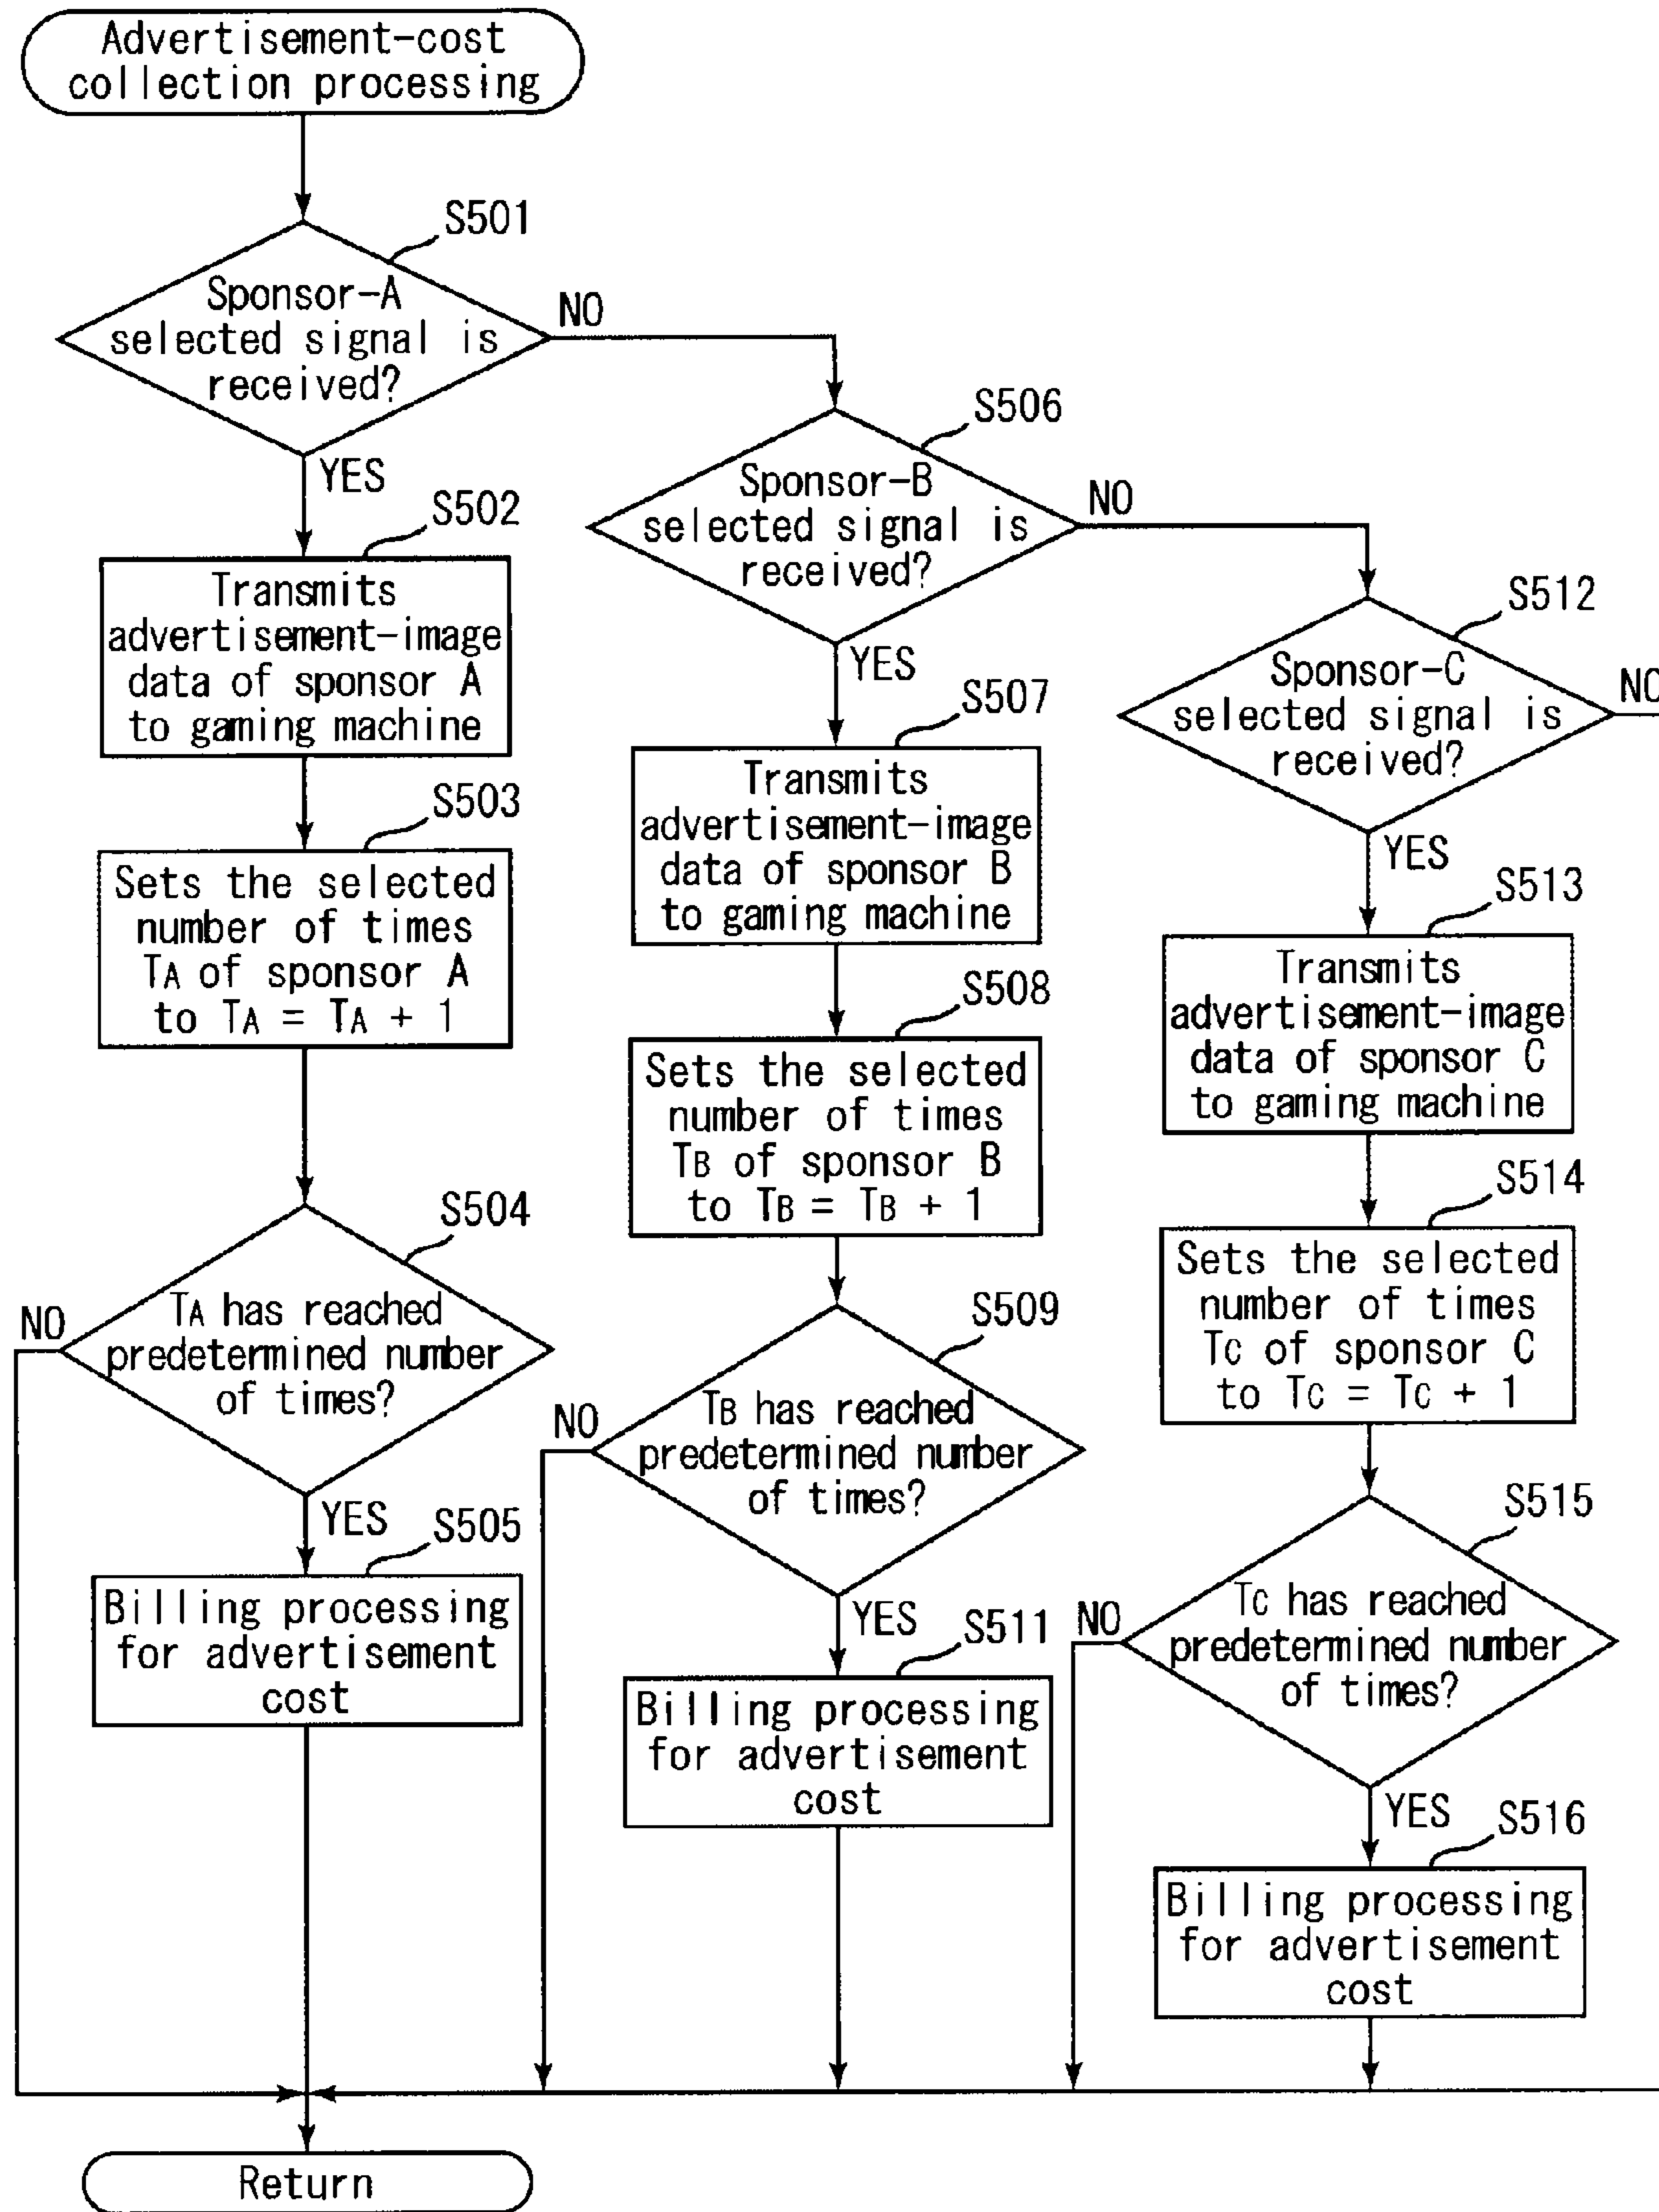 Advertisement-cost
collection processing
S501
Sponsor-A
selected signal is
received?
NO
YES
S502
Transmits
advertisement-image
data of sponsor A
to gaming machine
S503
Sets the selected
number of times
TA of sponsor A
to TA = TA + 1
S504
TA has reached
predetermined number
of times?
NO
YES
S505
Billing processing
for advertisement
cost
S506
Sponsor-B
selected signal is
received?
NO
YES
S507
Transmits
advertisement-image
data of sponsor B
to gaming machine
S508
Sets the selected
number of times
TB of sponsor B
to TB = TB + 1
S509
TB has reached
predetermined number
of times?
NO
YES
S511
Billing processing
for advertisement
cost
S512
Sponsor-C
selected signal is
received?
NO
YES
S513
Transmits
advertisement-image
data of sponsor C
to gaming machine
S514
Sets the selected
number of times
TC of sponsor C
to TC = TC + 1
S515
TC has reached
predetermined number
of times?
NO
YES
S516
Billing processing
for advertisement
cost
Return